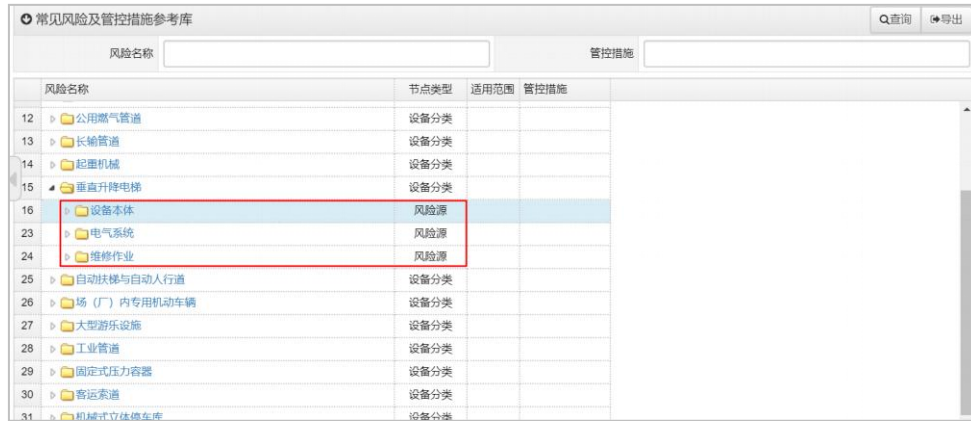 常见风险及管控措施参考库 查询 导出
风险名称 管控措施
风险名称 节点类型 适用范围 管控措施
12 公用燃气管道 设备分类
13 长输管道 设备分类
14 起重机械 设备分类
15 垂直升降电梯 设备分类
16 设备本体 风险源
23 电气系统 风险源
24 维修作业 风险源
25 自动扶梯与自动人行道 设备分类
26 场（厂）内专用机动车辆 设备分类
27 大型游乐设施 设备分类
28 工业管道 设备分类
29 固定式压力容器 设备分类
30 客运索道 设备分类
31 机械式立体停车库 设备分类